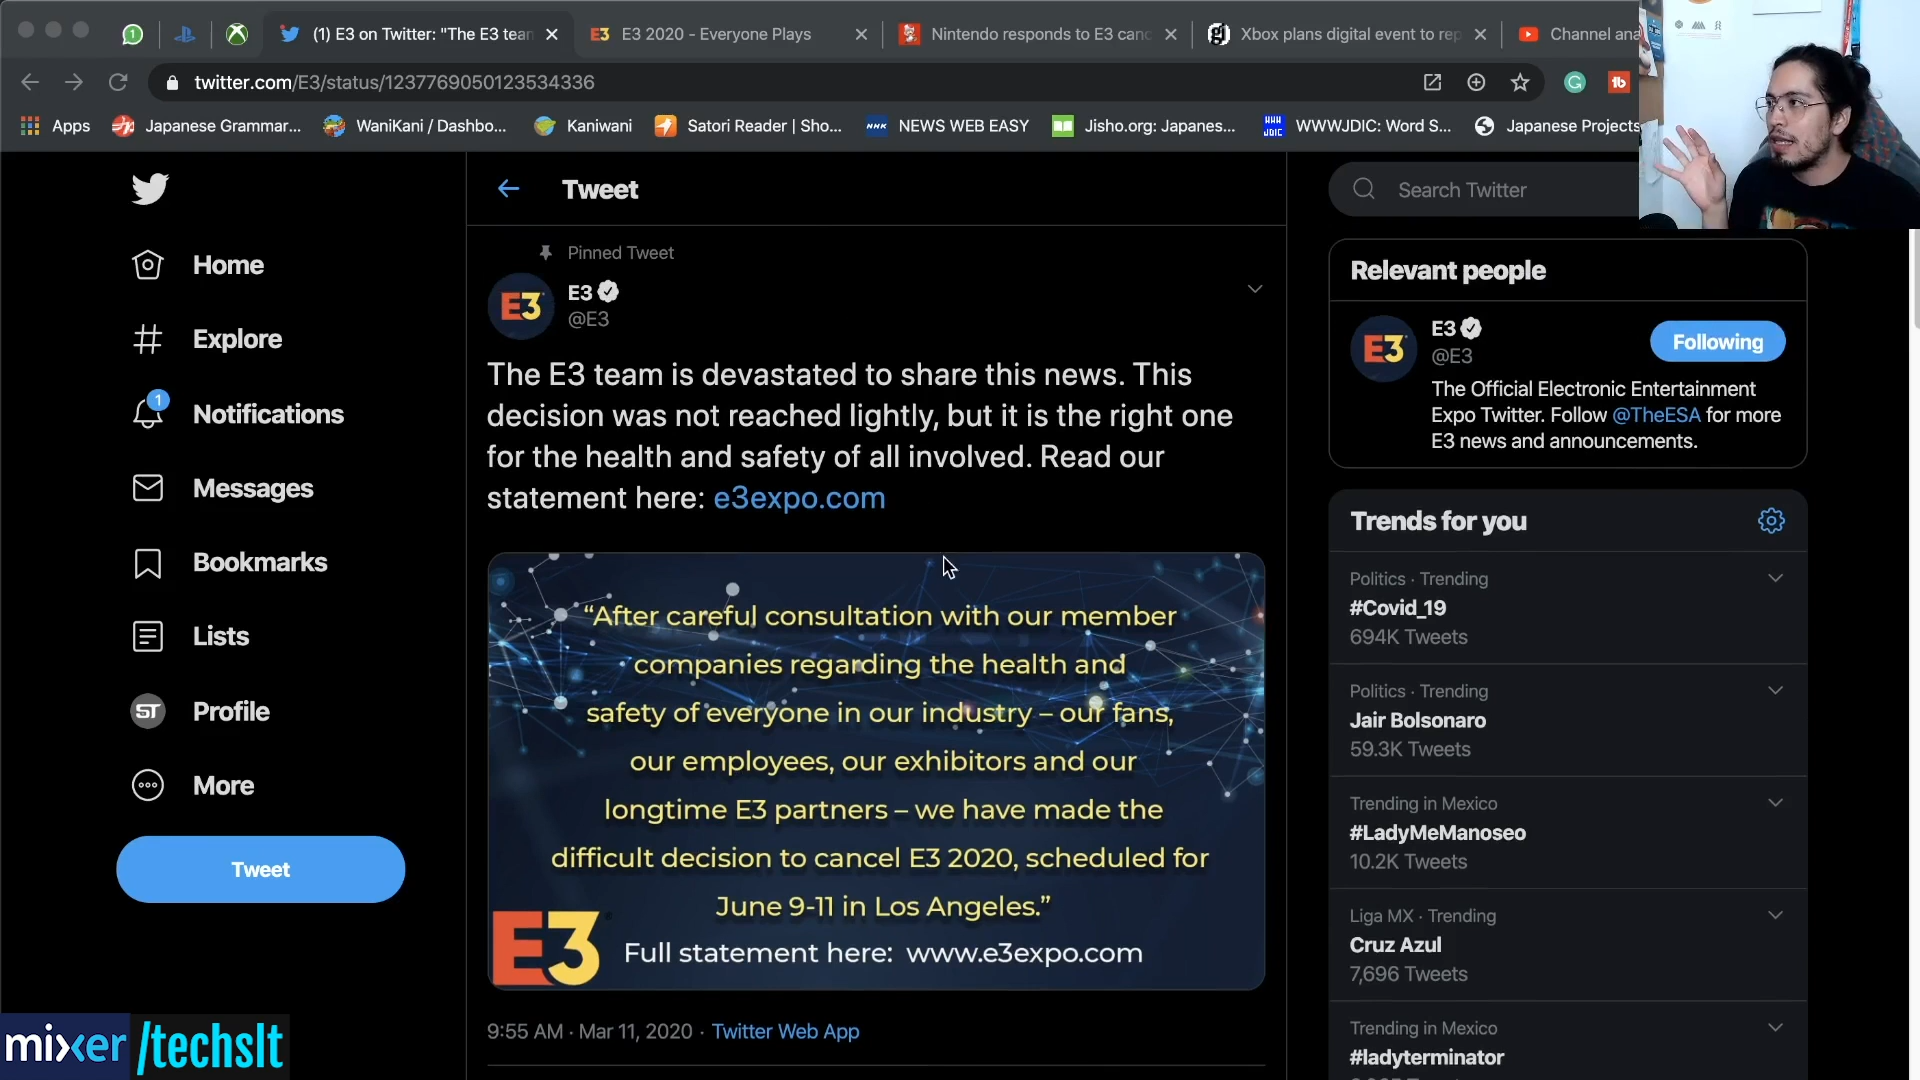 (1) E3 on Twitter: "The E3 tean
E3 2020 - Everyone Plays
Nintendo responds to E3 canc
Xbox plans digital event to rep
Channel ana
twitter.com/E3/status/1237769050123534336
Apps
Japanese Grammar...
WaniKani / Dashbo...
Kaniwani
Satori Reader | Sho...
NEWS WEB EASY
Jisho.org: Japanes...
WWWJDIC: Word S...
Japanese Projects
Tweet
Search Twitter
Home
Explore
1
Notifications
Messages
Bookmarks
Lists
ST
Profile
More
Tweet
Pinned Tweet
E3
E3
@E3
The E3 team is devastated to share this news. This
decision was not reached lightly, but it is the right one
for the health and safety of all involved. Read our
statement here: e3expo.com
“After careful consultation with our member
companies regarding the health and
safety of everyone in our industry – our fans,
our employees, our exhibitors and our
longtime E3 partners – we have made the
difficult decision to cancel E3 2020, scheduled for
June 9-11 in Los Angeles.”
E3
Full statement here: www.e3expo.com
9:55 AM · Mar 11, 2020 · Twitter Web App
Relevant people
E3
E3
@E3
Following
The Official Electronic Entertainment
Expo Twitter. Follow @TheESA for more
E3 news and announcements.
Trends for you
Politics · Trending
#Covid_19
694K Tweets
Politics · Trending
Jair Bolsonaro
59.3K Tweets
Trending in Mexico
#LadyMeManoseo
10.2K Tweets
Liga MX · Trending
Cruz Azul
7,696 Tweets
Trending in Mexico
#ladyterminator
mixer /techslt